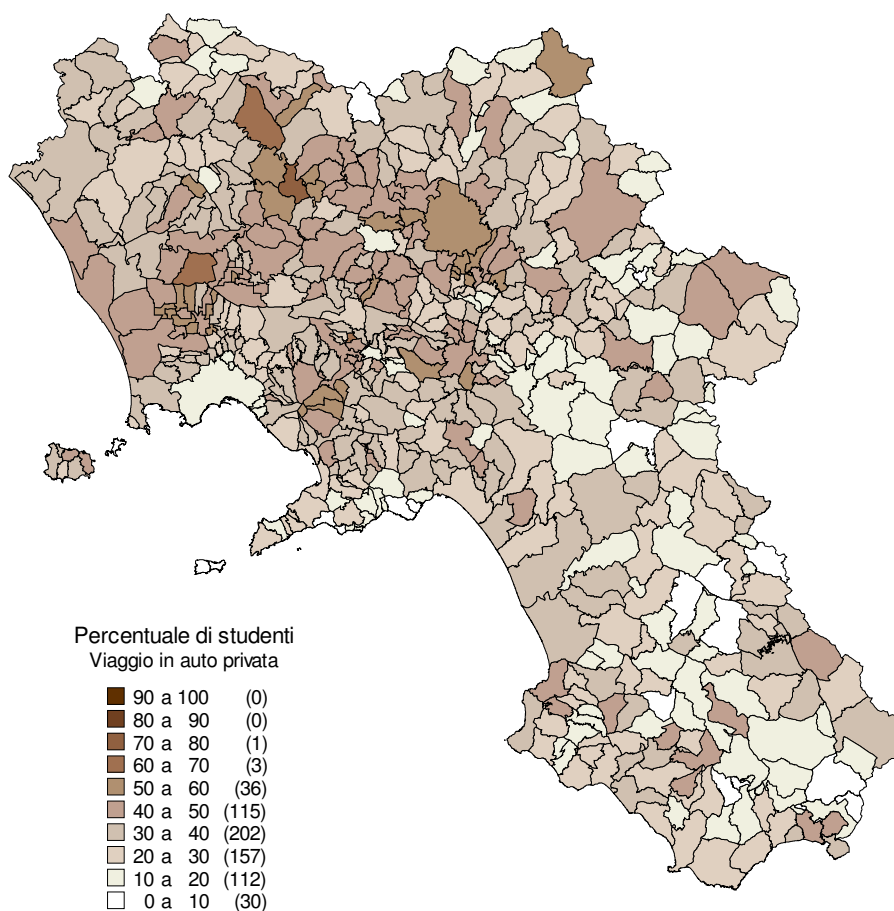 Percentuale di studenti
Viaggio in auto privata
90 a 100 (0)
80 a 90 (0)
70 a 80 (1)
60 a 70 (3)
50 a 60 (36)
40 a 50 (115)
30 a 40 (202)
20 a 30 (157)
10 a 20 (112)
0 a 10 (30)